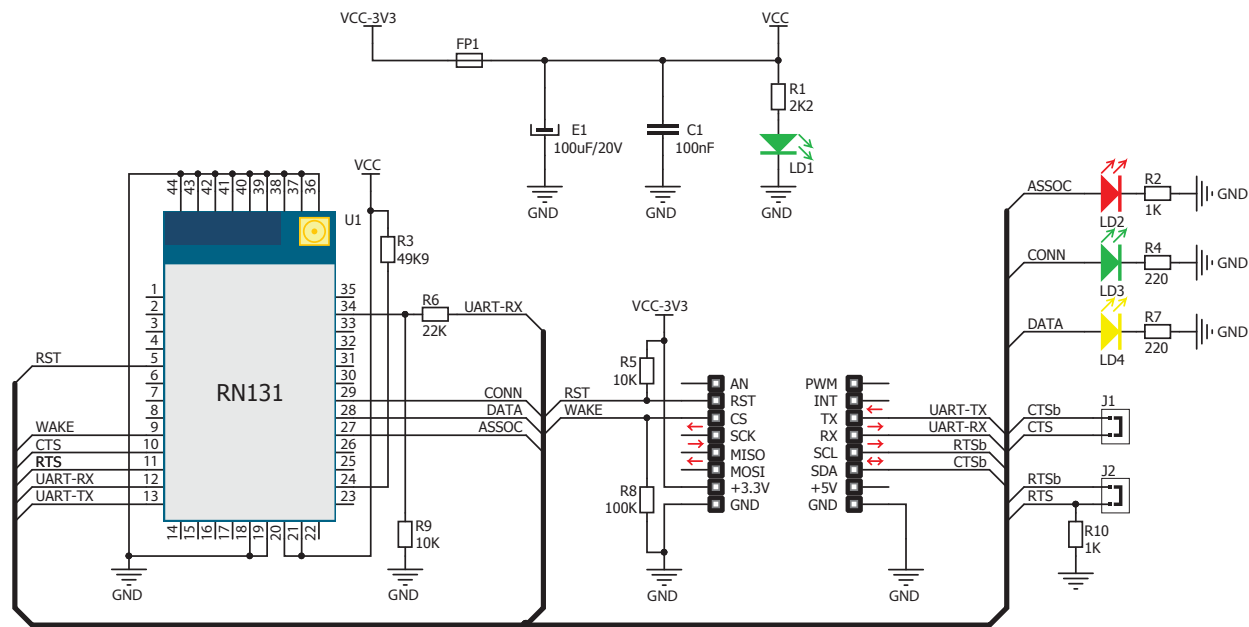 VCC-3V3
VCC
FP1
R1
2K2
E1
100uF/20V
C1
100nF
LD1
GND
GND
GND
VCC
44
43
42
41
40
39
38
37
36
U1
R3
49K9
ASSOC
R2
1K
GND
LD2
CONN
R4
220
GND
LD3
DATA
R7
220
GND
LD4
1
2
3
4
5
6
7
8
9
10
11
12
13
35
34
33
32
31
30
29
28
27
26
25
24
23
RN131
RST
WAKE
CTS
RTS
UART-RX
UART-TX
R6
22K
UART-RX
CONN
DATA
ASSOC
14
15
16
17
18
19
20
21
22
R9
10K
GND
GND
VCC-3V3
R5
10K
RST
WAKE
R8
100K
AN
RST
CS
SCK
MISO
MOSI
+3.3V
GND
PWM
INT
TX
RX
SCL
SDA
+5V
GND
UART-TX
UART-RX
RTSb
CTSb
GND
GND
CTSb
CTS
J1
RTSb
RTS
J2
R10
1K
GND